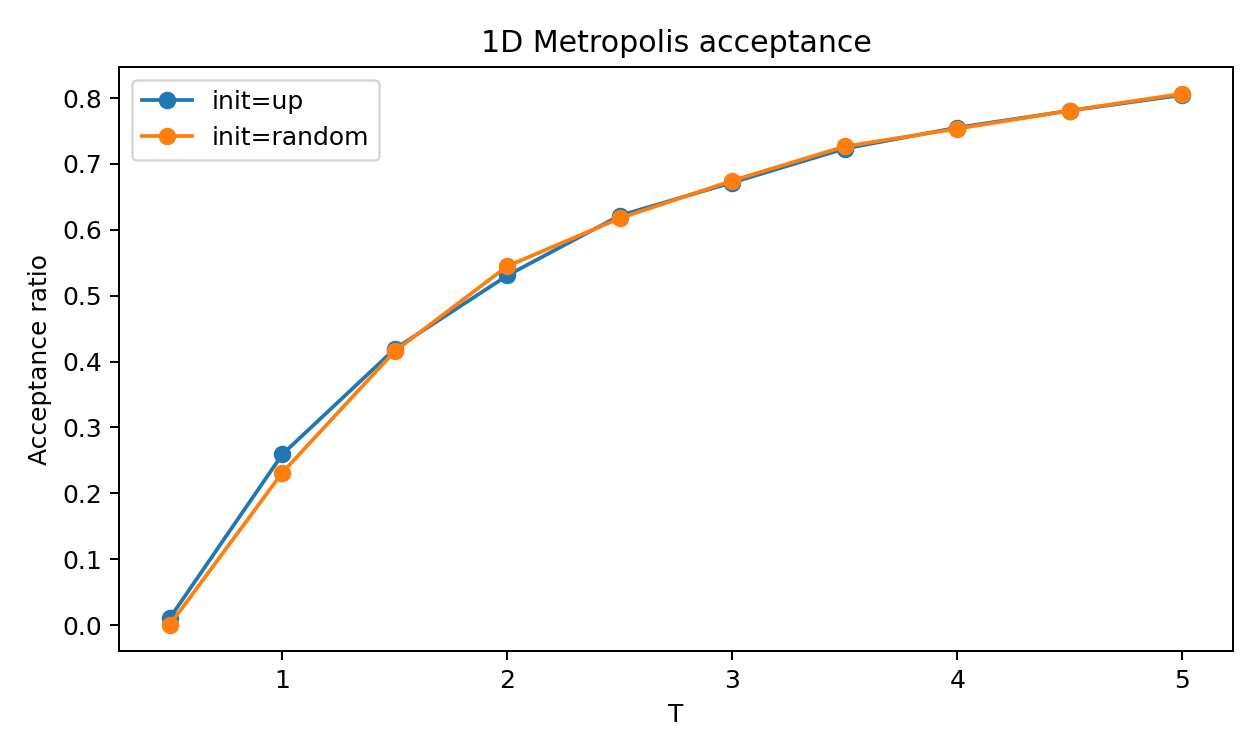 1D Metropolis acceptance
init=up
init=random
Acceptance ratio
0.8
0.7
0.6
0.5
0.4
0.3
0.2
0.1
0.0
1 2 3 4 5
T